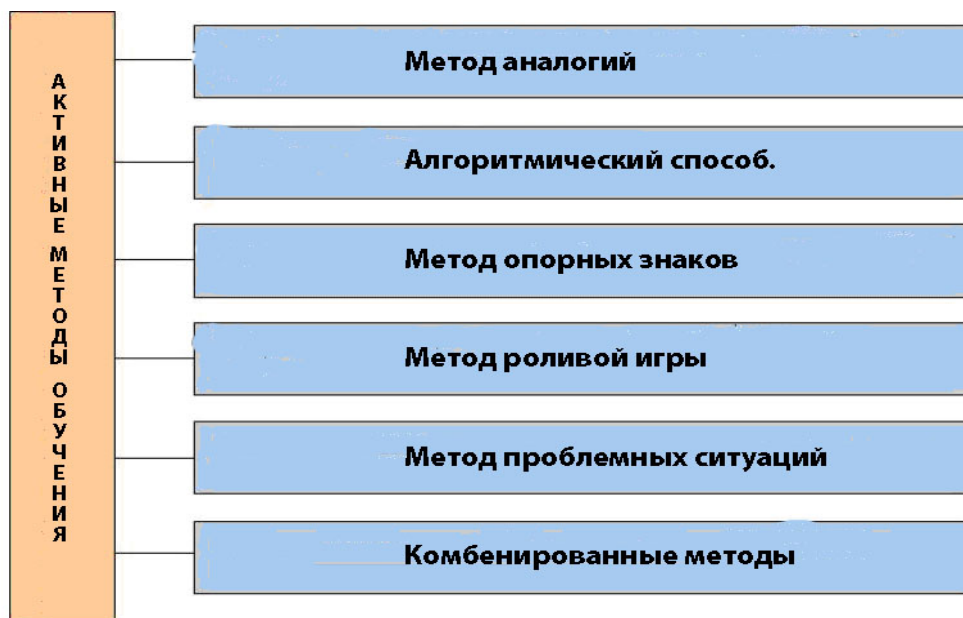 АКТИВНЫЕ МЕТОДЫ ОБУЧЕНИЯ
Метод аналогий
Алгоритмический способ.
Метод опорных знаков
Метод роливой игры
Метод проблемных ситуаций
Комбенированные методы